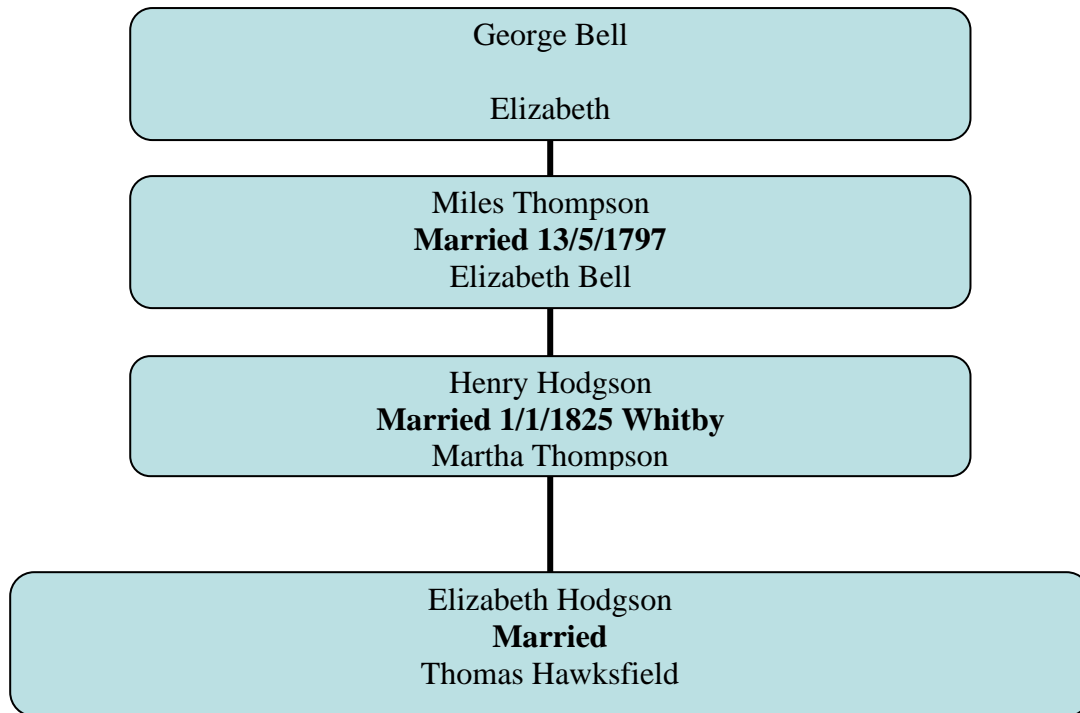 George Bell
Elizabeth
Miles Thompson
Married 13/5/1797
Elizabeth Bell
Henry Hodgson
Married 1/1/1825 Whitby
Martha Thompson
Elizabeth Hodgson
Married
Thomas Hawksfield